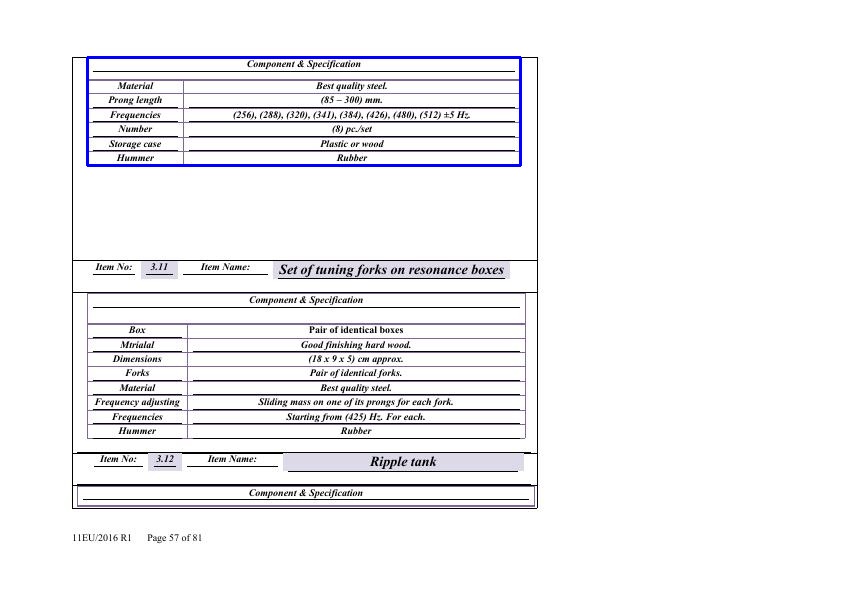 Component & Specification
Material Best quality steel.
Prong length (85 – 300) mm.
Frequencies (256), (288), (320), (341), (384), (426), (480), (512) ±5 Hz.
Number (8) pc./set
Storage case Plastic or wood
Hummer Rubber
Item No: 3.11 Item Name: Set of tuning forks on resonance boxes
Component & Specification
Box Pair of identical boxes
Mtrialal Good finishing hard wood.
Dimensions (18 x 9 x 5) cm approx.
Forks Pair of identical forks.
Material Best quality steel.
Frequency adjusting Sliding mass on one of its prongs for each fork.
Frequencies Starting from (425) Hz. For each.
Hummer Rubber
Item No: 3.12 Item Name: Ripple tank
Component & Specification
11EU/2016 R1 Page 57 of 81